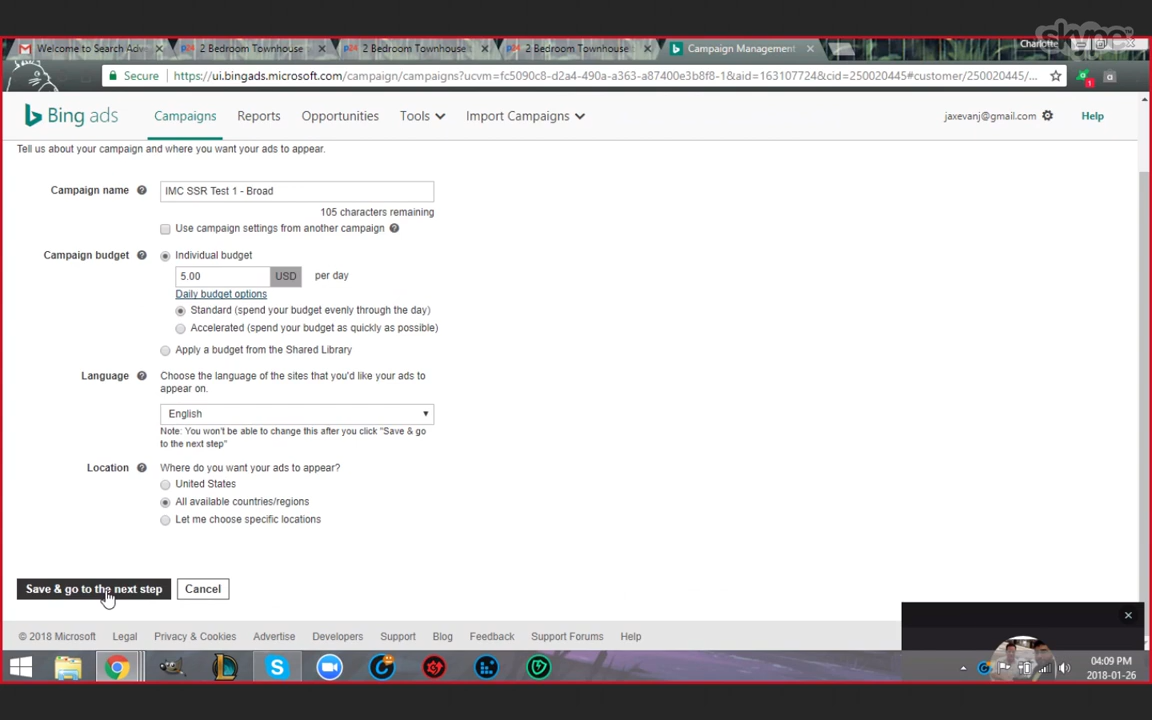 skype
Welcome to Search Adv
2 Bedroom Townhouse
2 Bedroom Townhouse
2 Bedroom Townhouse
Campaign Management
Charlotte
Secure
https://ui.bingads.microsoft.com/campaign/campaigns?ucvm=fc5090c8-d2a4-490a-a363-a87400e3b8f8-1&aid=163107724&cid=250020445#customer/250020445/...
Bing ads
Campaigns
Reports
Opportunities
Tools
Import Campaigns
jaxevanj@gmail.com
Help
Tell us about your campaign and where you want your ads to appear.
Campaign name
IMC SSR Test 1 - Broad
105 characters remaining
Use campaign settings from another campaign
Campaign budget
Individual budget
5.00 USD per day
Daily budget options
Standard (spend your budget evenly through the day)
Accelerated (spend your budget as quickly as possible)
Apply a budget from the Shared Library
Language
Choose the language of the sites that you'd like your ads to
appear on.
English
Note: You won't be able to change this after you click "Save & go
to the next step"
Location
Where do you want your ads to appear?
United States
All available countries/regions
Let me choose specific locations
Save & go to the next step
Cancel
© 2018 Microsoft
Legal
Privacy & Cookies
Advertise
Developers
Support
Blog
Feedback
Support Forums
Help
04:09 PM
2018-01-26